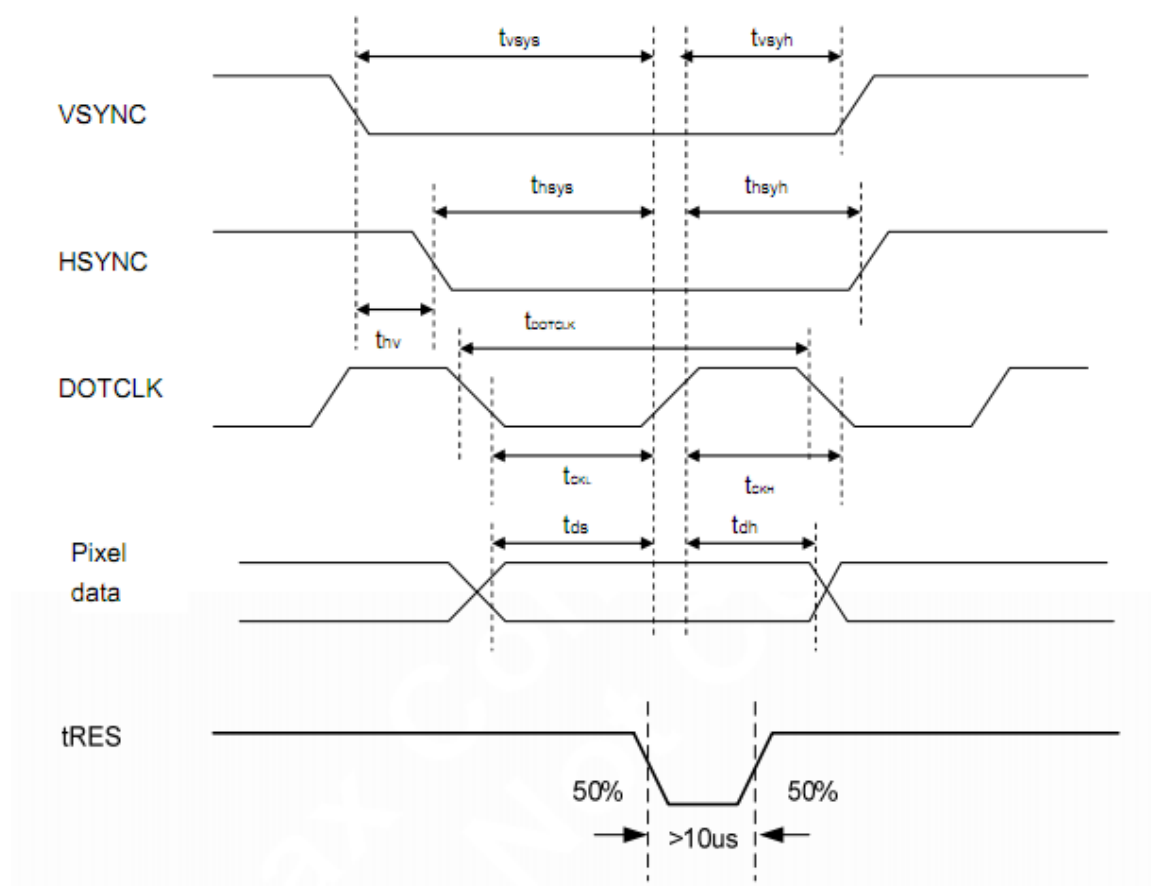 tvsys tvsyh
VSYNC
thsys thsyh
HSYNC
thv tDOTCLK
DOTCLK
tCKL tCKH
tds tdh
Pixel
data
tRES
50% 50%
>10us